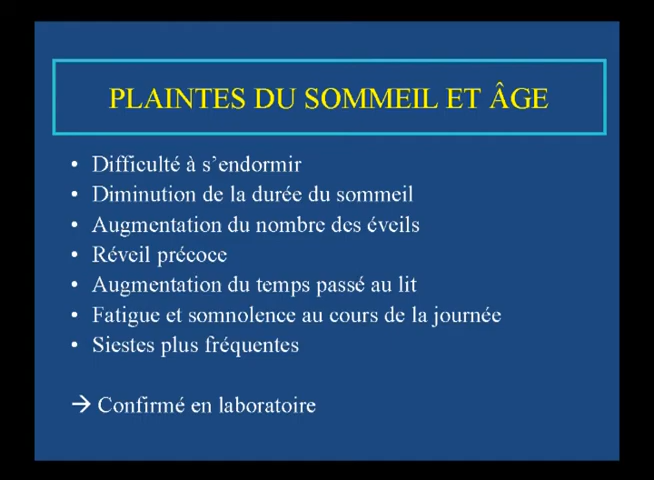 PLAINTES DU SOMMEIL ET ÂGE
• Difficulté à s'endormir
• Diminution de la durée du sommeil
• Augmentation du nombre des éveils
• Réveil précoce
• Augmentation du temps passé au lit
• Fatigue et somnolence au cours de la journée
• Siestes plus fréquentes
→ Confirmé en laboratoire